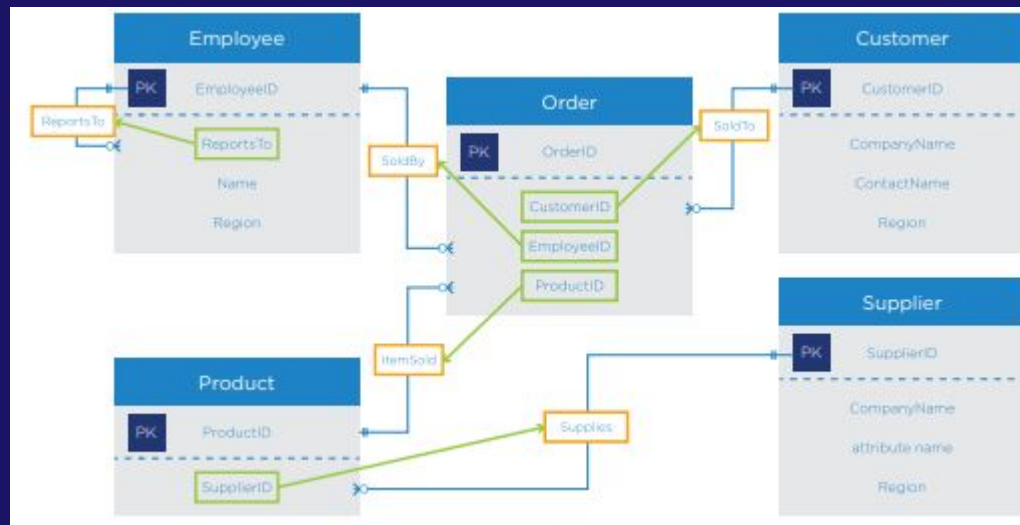 Employee
PK EmployeeID
ReportsTo
ReportsTo
Name
Region
SoldBy
Order
PK OrderID
CustomerID
EmployeeID
ProductID
SoldTo
Customer
PK CustomerID
CompanyName
ContactName
Region
ItemSold
Product
PK ProductID
SupplierID
Supplies
Supplier
PK SupplierID
CompanyName
attribute name
Region